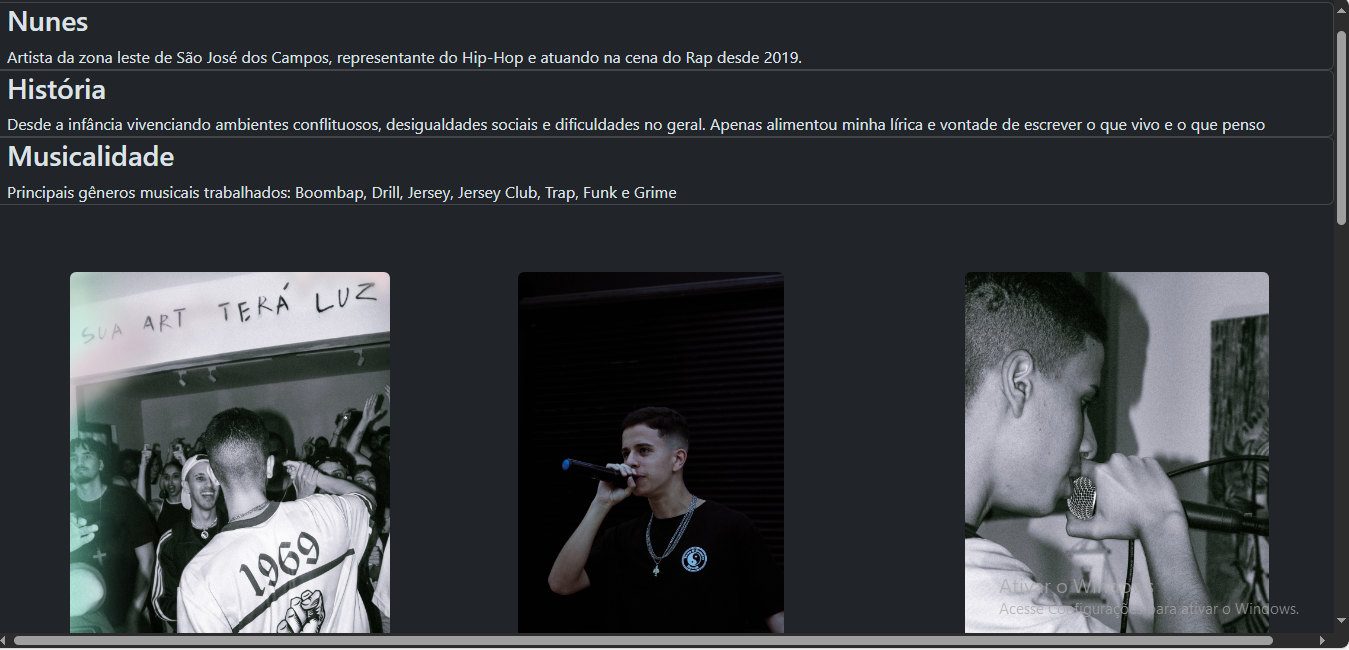 Nunes
Artista da zona leste de São José dos Campos, representante do Hip-Hop e atuando na cena do Rap desde 2019.
História
Desde a infância vivenciando ambientes conflituosos, desigualdades sociais e dificuldades no geral. Apenas alimentou minha lírica e vontade de escrever o que vivo e o que penso
Musicalidade
Principais gêneros musicais trabalhados: Boombap, Drill, Jersey, Jersey Club, Trap, Funk e Grime
SUA ART TERÁ LUZ
1969
Ativar o Windows
Acesse Configurações para ativar o Windows.